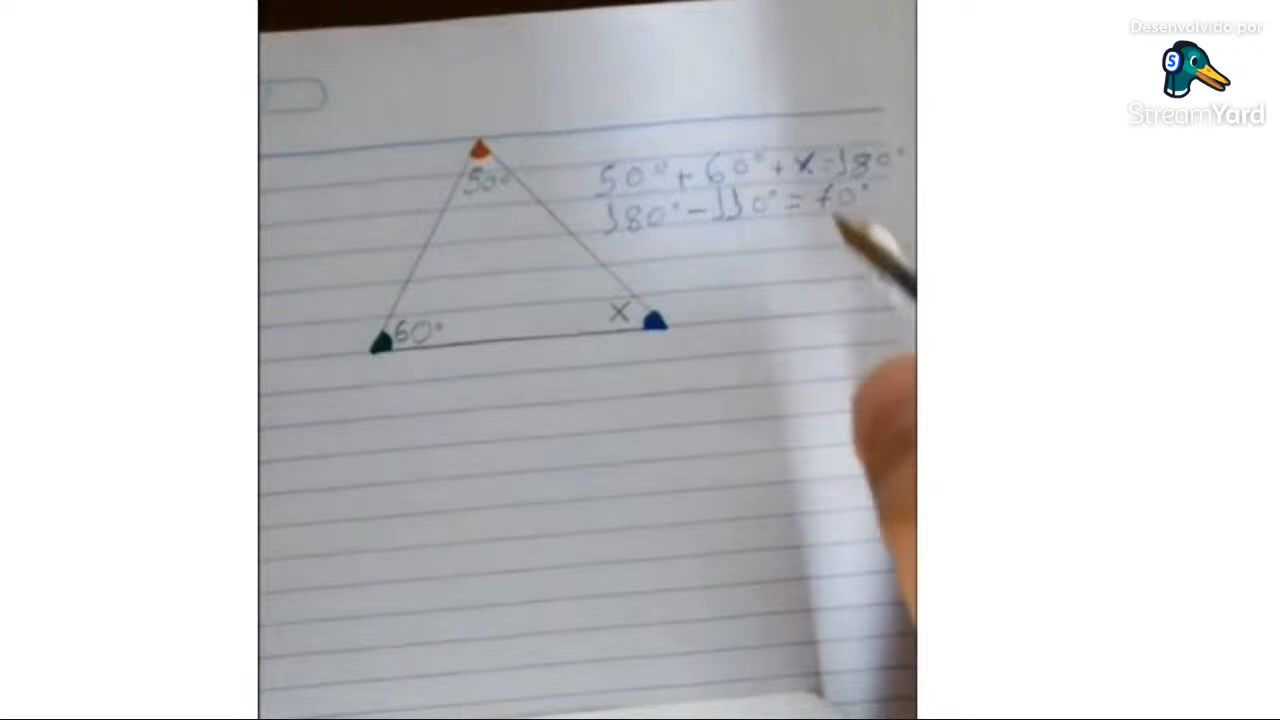 Desenvolvido por
S
StreamYard
50°
50° + 60° + x = 180°
180° - 110° = 70°
x
60°